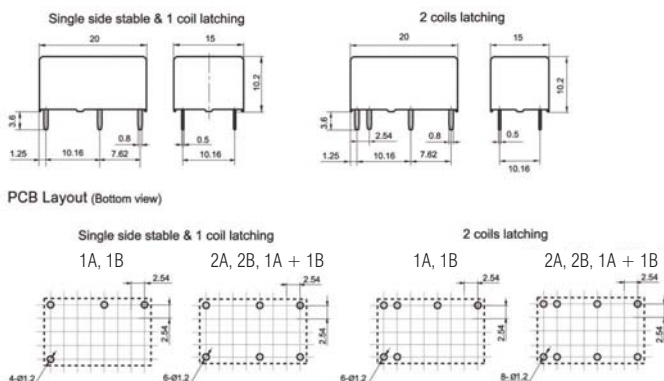 Single side stable & 1 coil latching
2 coils latching
20
15
20
15
10.2
10.2
3.6
3.6
0.8
0.5
2.54
0.8
0.5
1.25
10.16
7.62
10.16
1.25
10.16
7.62
10.16
PCB Layout (Bottom view)
Single side stable & 1 coil latching
2 coils latching
1A, 1B
2A, 2B, 1A + 1B
1A, 1B
2A, 2B, 1A + 1B
2.54
2.54
2.54
2.54
2.54
2.54
2.54
2.54
4-Ø1.2
6-Ø1.2
6-Ø1.2
8- Ø1.2